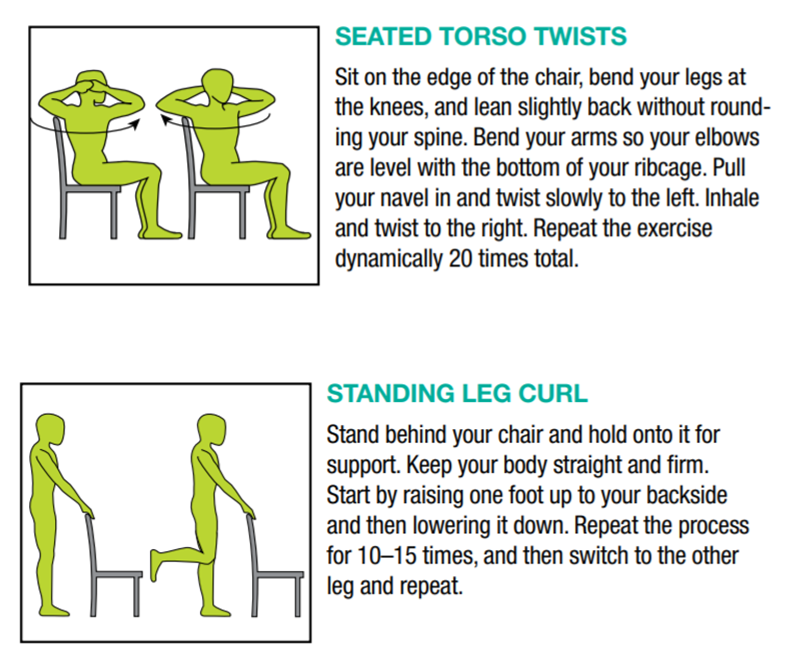 SEATED TORSO TWISTS
Sit on the edge of the chair, bend your legs at
the knees, and lean slightly back without round-
ing your spine. Bend your arms so your elbows
are level with the bottom of your ribcage. Pull
your navel in and twist slowly to the left. Inhale
and twist to the right. Repeat the exercise
dynamically 20 times total.
STANDING LEG CURL
Stand behind your chair and hold onto it for
support. Keep your body straight and firm.
Start by raising one foot up to your backside
and then lowering it down. Repeat the process
for 10–15 times, and then switch to the other
leg and repeat.